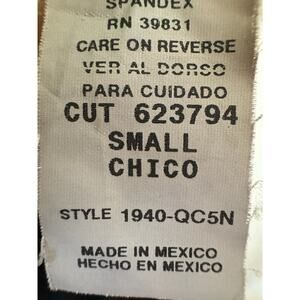 SPANDEX
RN 39831
CARE ON REVERSE
VER AL DORSO
PARA CUIDADO
CUT 623794
SMALL
CHICO
STYLE 1940-QC5N
MADE IN MEXICO
HECHO EN MEXICO